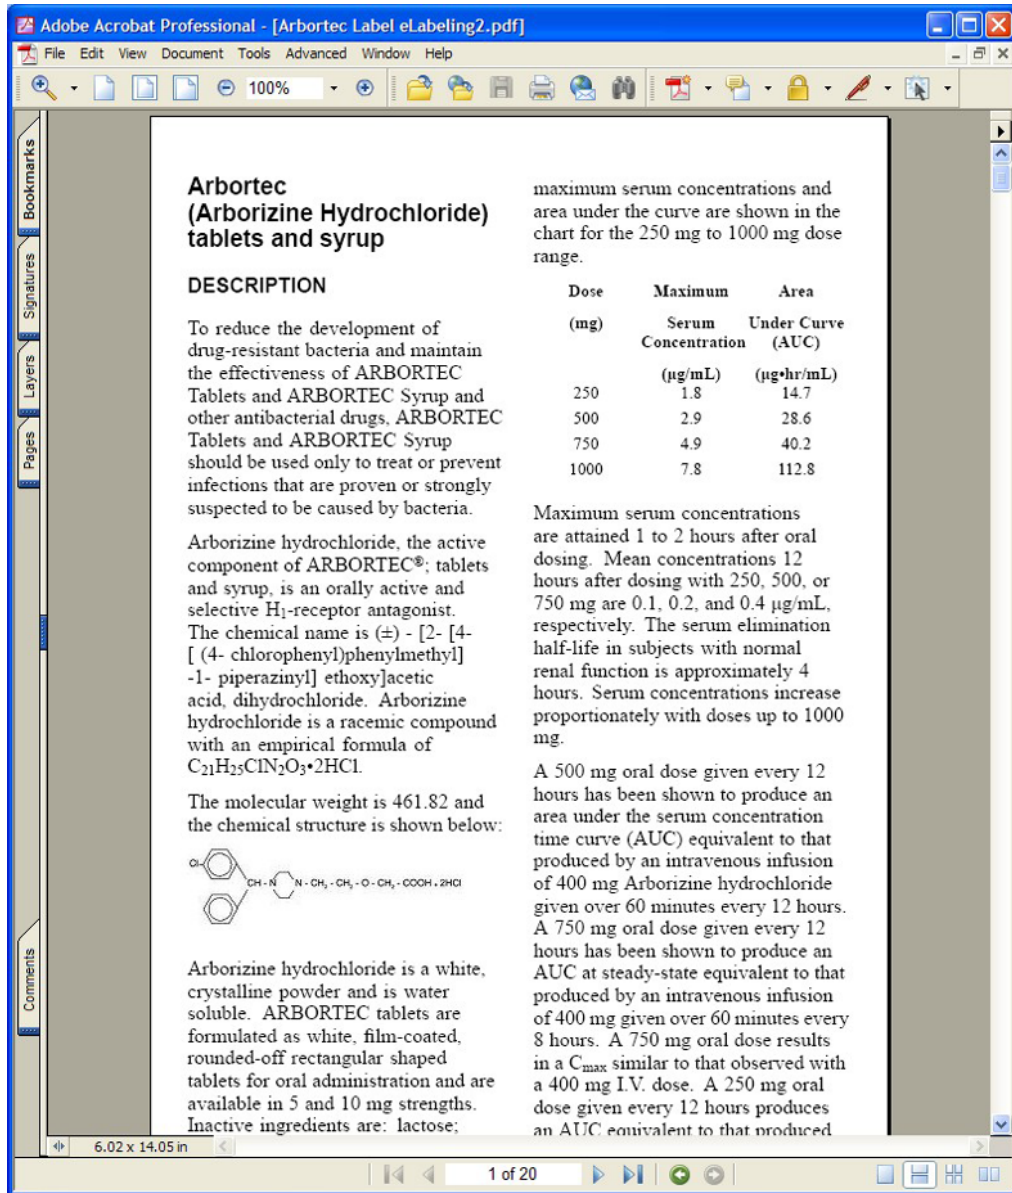 Adobe Acrobat Professional - [Arbortec Label eLabeling2.pdf]
File Edit View Document Tools Advanced Window Help
100%
Bookmarks
Signatures
Layers
Pages
Comments
Arbortec
(Arborizine Hydrochloride)
tablets and syrup
DESCRIPTION
To reduce the development of
drug-resistant bacteria and maintain
the effectiveness of ARBORTEC
Tablets and ARBORTEC Syrup and
other antibacterial drugs, ARBORTEC
Tablets and ARBORTEC Syrup
should be used only to treat or prevent
infections that are proven or strongly
suspected to be caused by bacteria.
Arborizine hydrochloride, the active
component of ARBORTEC®; tablets
and syrup, is an orally active and
selective H₁-receptor antagonist.
The chemical name is (±) - [2- [4-
[ (4- chlorophenyl)phenylmethyl]
-1- piperazinyl] ethoxy]acetic
acid, dihydrochloride. Arborizine
hydrochloride is a racemic compound
with an empirical formula of
C₂₁H₂₅ClN₂O₃•2HCl.
The molecular weight is 461.82 and
the chemical structure is shown below:
Cl
CH - N N - CH₂ - CH₂ - O - CH₂ - COOH . 2HCl
Arborizine hydrochloride is a white,
crystalline powder and is water
soluble. ARBORTEC tablets are
formulated as white, film-coated,
rounded-off rectangular shaped
tablets for oral administration and are
available in 5 and 10 mg strengths.
Inactive ingredients are: lactose;
maximum serum concentrations and
area under the curve are shown in the
chart for the 250 mg to 1000 mg dose
range.
Dose Maximum Area
(mg) Serum Under Curve
Concentration (AUC)
(µg/mL) (µg•hr/mL)
250 1.8 14.7
500 2.9 28.6
750 4.9 40.2
1000 7.8 112.8
Maximum serum concentrations
are attained 1 to 2 hours after oral
dosing. Mean concentrations 12
hours after dosing with 250, 500, or
750 mg are 0.1, 0.2, and 0.4 µg/mL,
respectively. The serum elimination
half-life in subjects with normal
renal function is approximately 4
hours. Serum concentrations increase
proportionately with doses up to 1000
mg.
A 500 mg oral dose given every 12
hours has been shown to produce an
area under the serum concentration
time curve (AUC) equivalent to that
produced by an intravenous infusion
of 400 mg Arborizine hydrochloride
given over 60 minutes every 12 hours.
A 750 mg oral dose given every 12
hours has been shown to produce an
AUC at steady-state equivalent to that
produced by an intravenous infusion
of 400 mg given over 60 minutes every
8 hours. A 750 mg oral dose results
in a Cmax similar to that observed with
a 400 mg I.V. dose. A 250 mg oral
dose given every 12 hours produces
an AUC equivalent to that produced
6.02 x 14.05 in
1 of 20